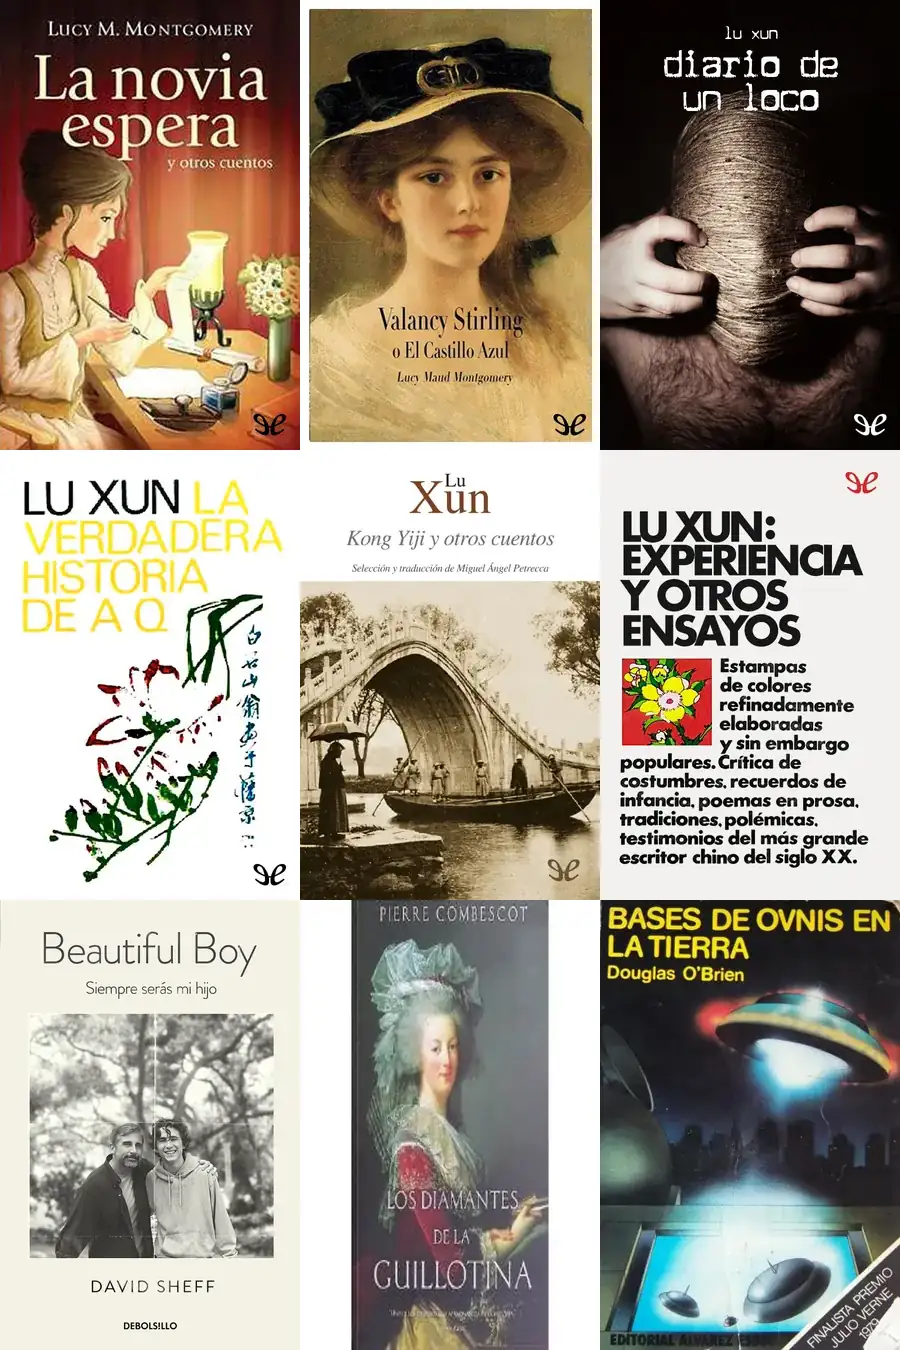 LUCY M. MONTGOMERY
La novia
espera
y otros cuentos
Valancy Stirling
o El Castillo Azul
Lucy Maud Montgomery
lu xun
diario de
un loco
LU XUN LA
VERDADERA
HISTORIA
DE A Q
Lu
Xun
Kong Yiji y otros cuentos
Selección y traducción de Miguel Ángel Petrecca
LU XUN:
EXPERIENCIA
Y OTROS
ENSAYOS
Estampas
de colores
refinadamente
elaboradas
y sin embargo
populares. Crítica de
costumbres, recuerdos de
infancia, poemas en prosa,
tradiciones, polémicas,
testimonios del más grande
escritor chino del siglo XX.
Beautiful Boy
Siempre serás mi hijo
DAVID SHEFF
DEBOLS!LLO
PIERRE COMBESCOT
LOS DIAMANTES
DE LA
GUILLOTINA
BASES DE OVNIS EN
LA TIERRA
Douglas O'Brien
FINALISTA PREMIO
JULIO VERNE
1979
EDITORIAL ALVAREZ